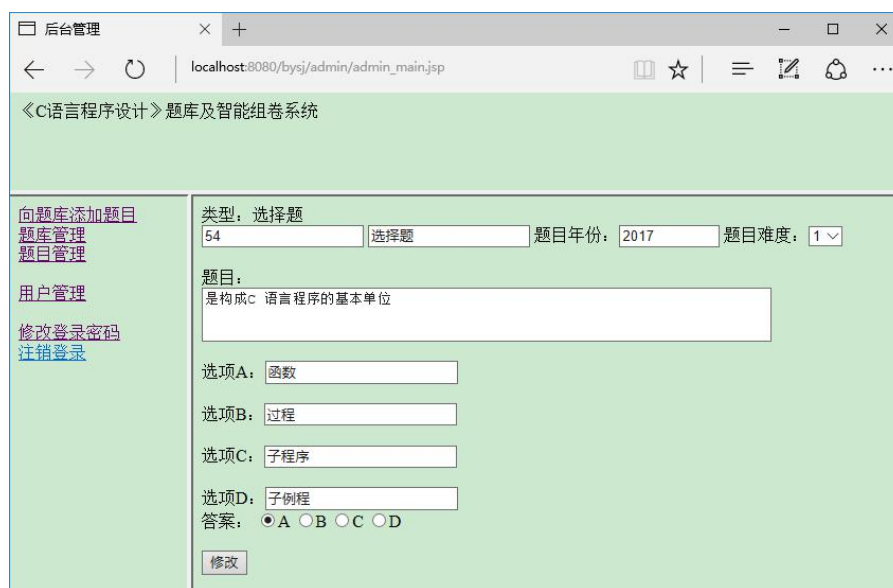 后台管理
localhost:8080/bysj/admin/admin_main.jsp
《C语言程序设计》题库及智能组卷系统
向题库添加题目
题库管理
题目管理
用户管理
修改登录密码
注销登录
类型：选择题
54 选择题 题目年份： 2017 题目难度： 1
题目：
是构成C 语言程序的基本单位
选项A： 函数
选项B： 过程
选项C： 子程序
选项D： 子例程
答案： A B C D
修改